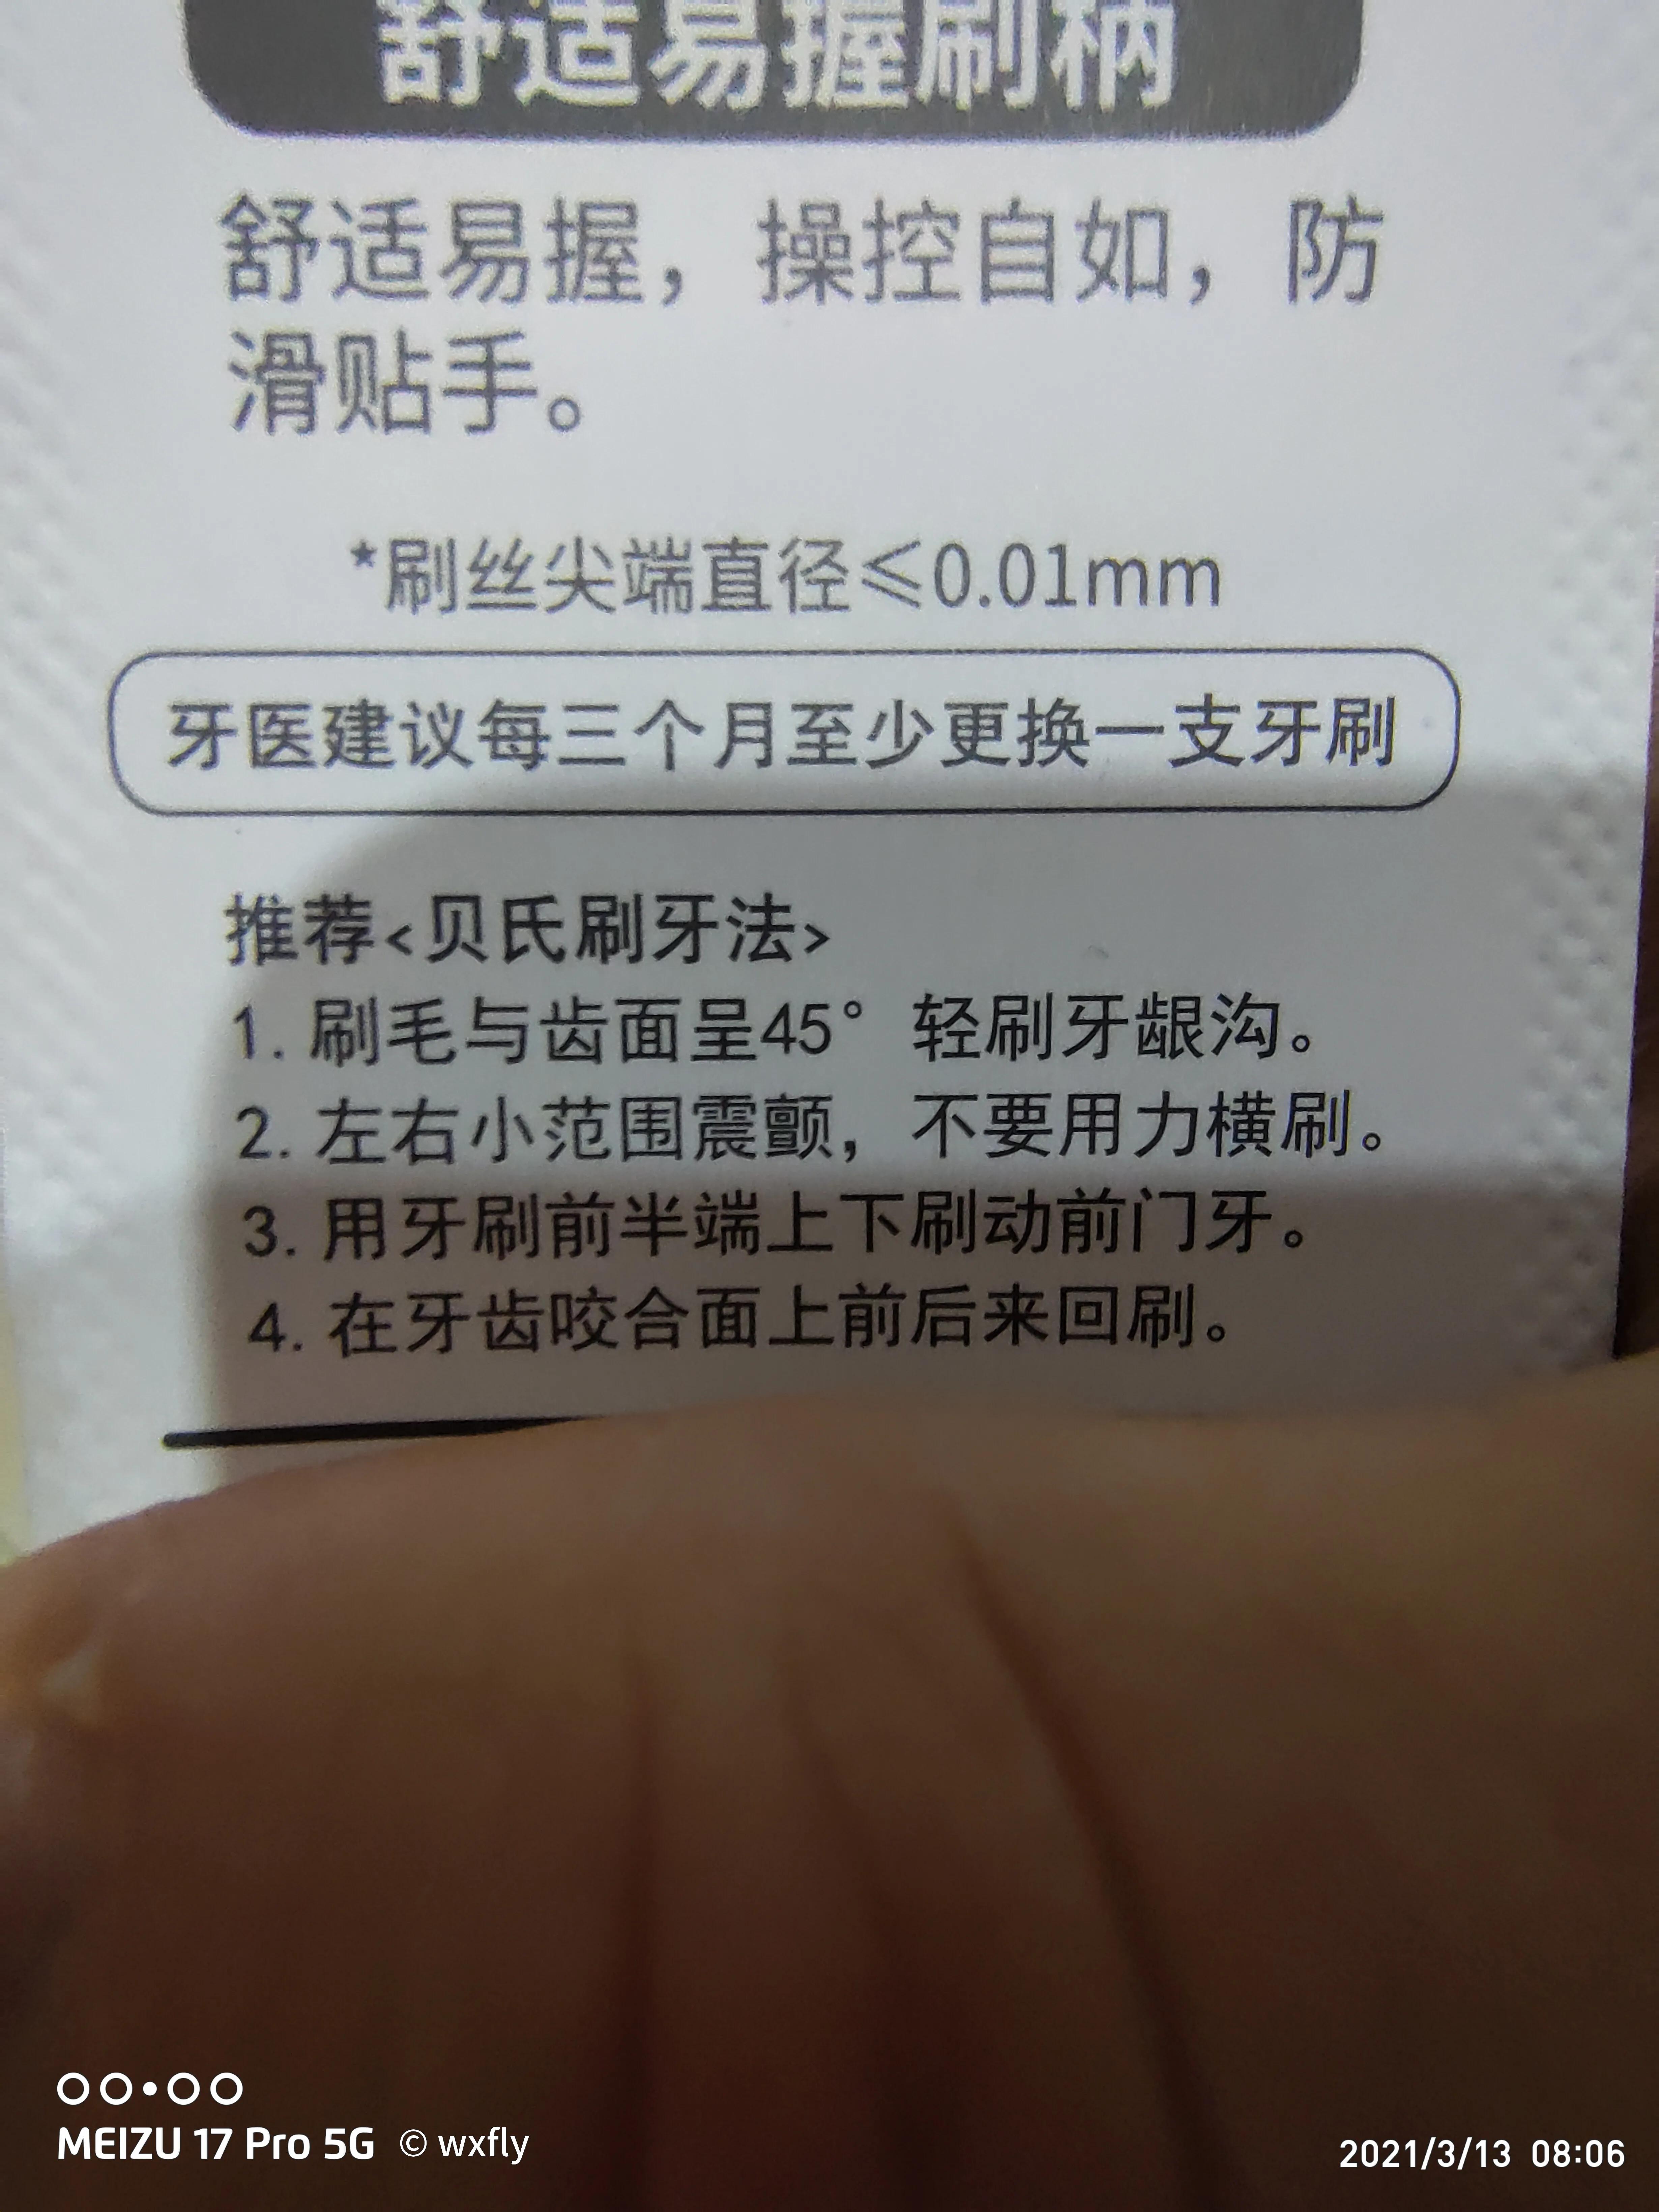 舒适易握刷柄
舒适易握，操控自如，防
滑贴手。
*刷丝尖端直径≤0.01mm
牙医建议每三个月至少更换一支牙刷
推荐<贝氏刷牙法>
1. 刷毛与齿面呈45° 轻刷牙龈沟。
2. 左右小范围震颤，不要用力横刷。
3. 用牙刷前半端上下刷动前门牙。
4. 在牙齿咬合面上前后来回刷。
MEIZU 17 Pro 5G © wxfly
2021/3/13 08:06